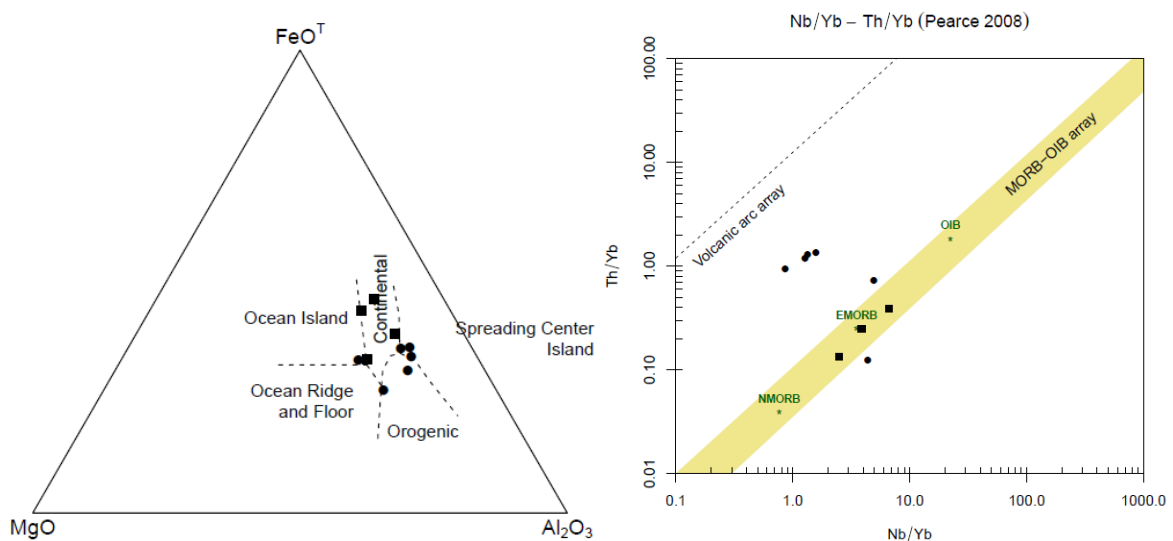 FeOᵀ
Ocean Island
Continental
Spreading Center
Island
Ocean Ridge
and Floor
Orogenic
MgO
Al₂O₃
Nb/Yb – Th/Yb (Pearce 2008)
100.00
10.00
1.00
0.10
0.01
Th/Yb
Volcanic arc array
MORB–OIB array
OIB
EMORB
NMORB
0.1
1.0
10.0
100.0
1000.0
Nb/Yb